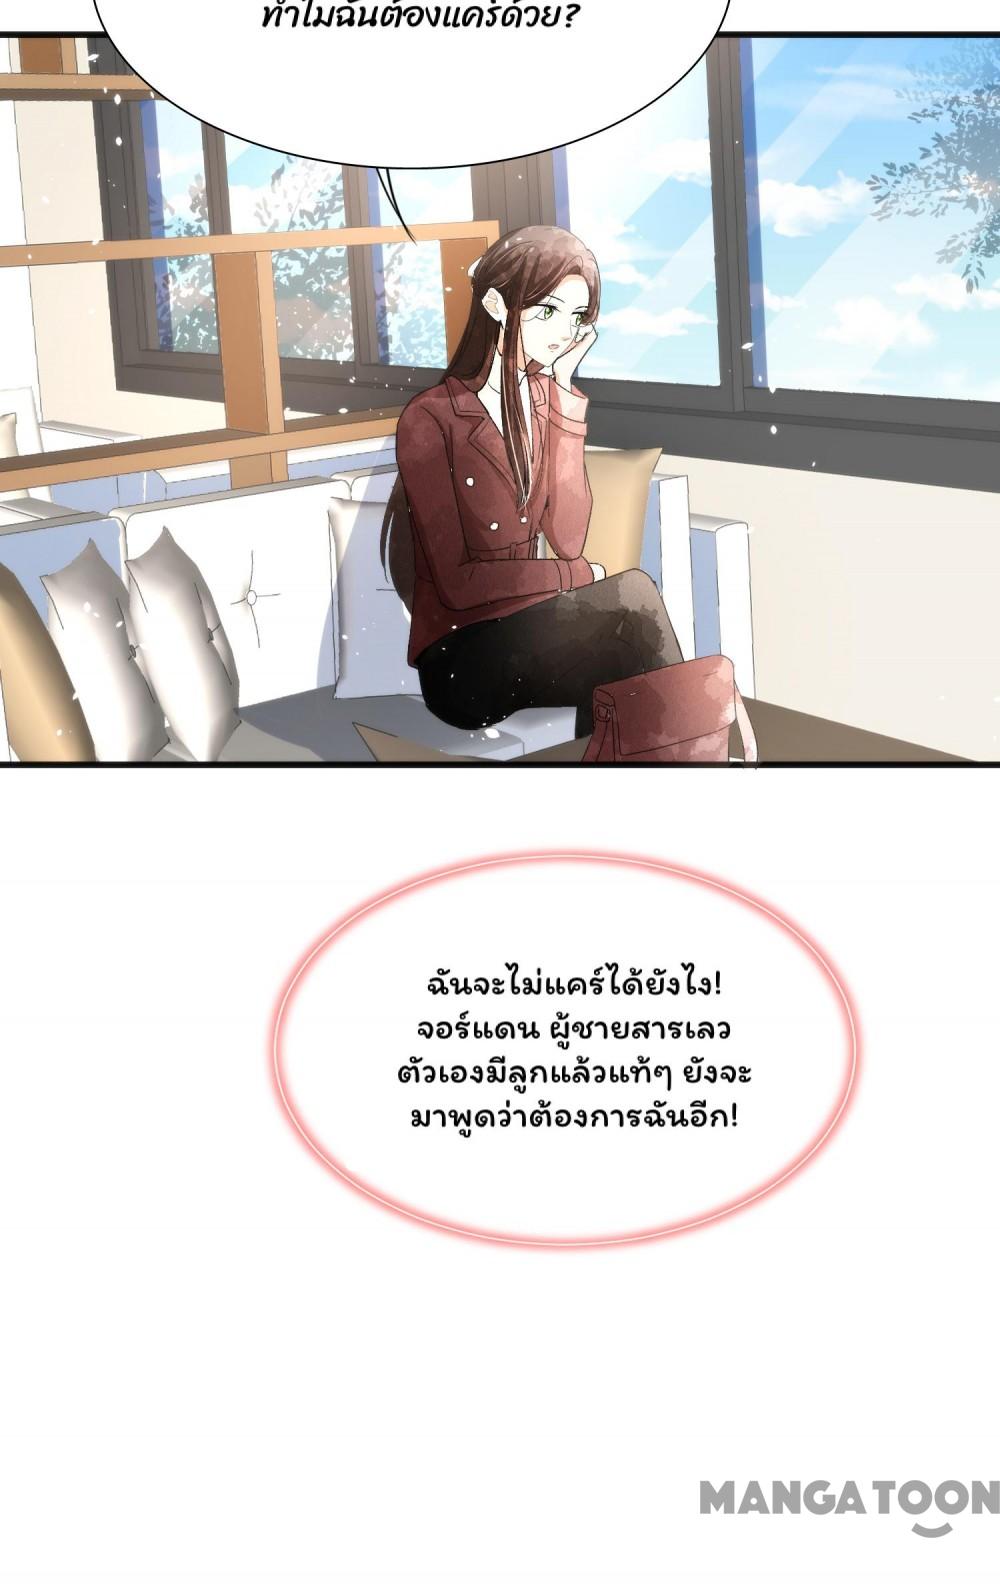 ทำไมฉันต้องแคร์ด้วย?
ฉันจะไม่แคร์ได้ยังไง!
จอร์แดน ผู้ชายสารเลว
ตัวเองมีลูกแล้วแท้ๆ ยังจะ
มาพูดว่าต้องการฉันอีก!
MANGATOON